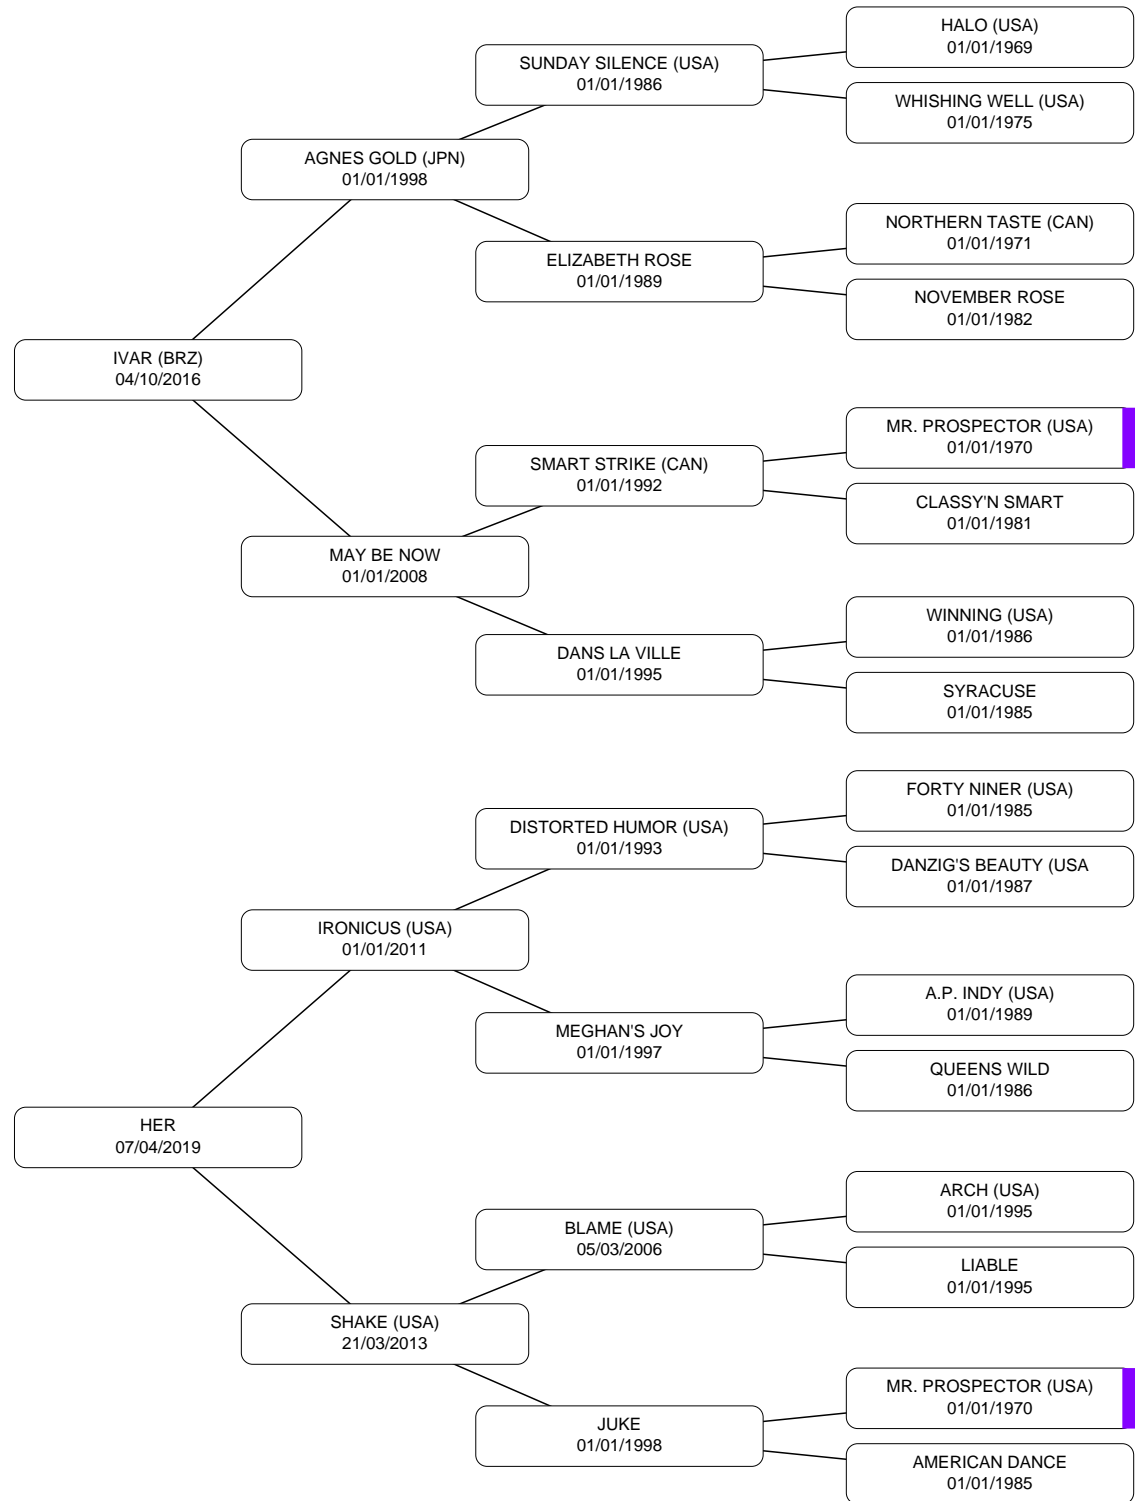 HALO (USA)
01/01/1969
SUNDAY SILENCE (USA)
01/01/1986
WHISHING WELL (USA)
01/01/1975
AGNES GOLD (JPN)
01/01/1998
NORTHERN TASTE (CAN)
01/01/1971
ELIZABETH ROSE
01/01/1989
NOVEMBER ROSE
01/01/1982
IVAR (BRZ)
04/10/2016
MR. PROSPECTOR (USA)
01/01/1970
SMART STRIKE (CAN)
01/01/1992
CLASSY'N SMART
01/01/1981
MAY BE NOW
01/01/2008
WINNING (USA)
01/01/1986
DANS LA VILLE
01/01/1995
SYRACUSE
01/01/1985
FORTY NINER (USA)
01/01/1985
DISTORTED HUMOR (USA)
01/01/1993
DANZIG'S BEAUTY (USA
01/01/1987
IRONICUS (USA)
01/01/2011
A.P. INDY (USA)
01/01/1989
MEGHAN'S JOY
01/01/1997
QUEENS WILD
01/01/1986
HER
07/04/2019
ARCH (USA)
01/01/1995
BLAME (USA)
05/03/2006
LIABLE
01/01/1995
SHAKE (USA)
21/03/2013
MR. PROSPECTOR (USA)
01/01/1970
JUKE
01/01/1998
AMERICAN DANCE
01/01/1985